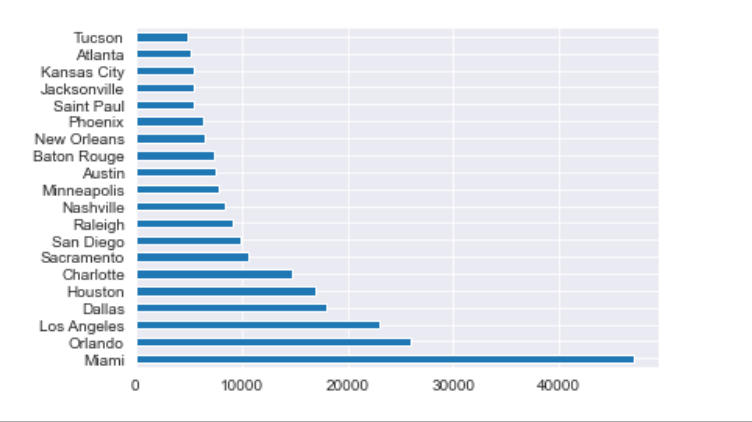 Tucson
Atlanta
Kansas City
Jacksonville
Saint Paul
Phoenix
New Orleans
Baton Rouge
Austin
Minneapolis
Nashville
Raleigh
San Diego
Sacramento
Charlotte
Houston
Dallas
Los Angeles
Orlando
Miami
0 10000 20000 30000 40000